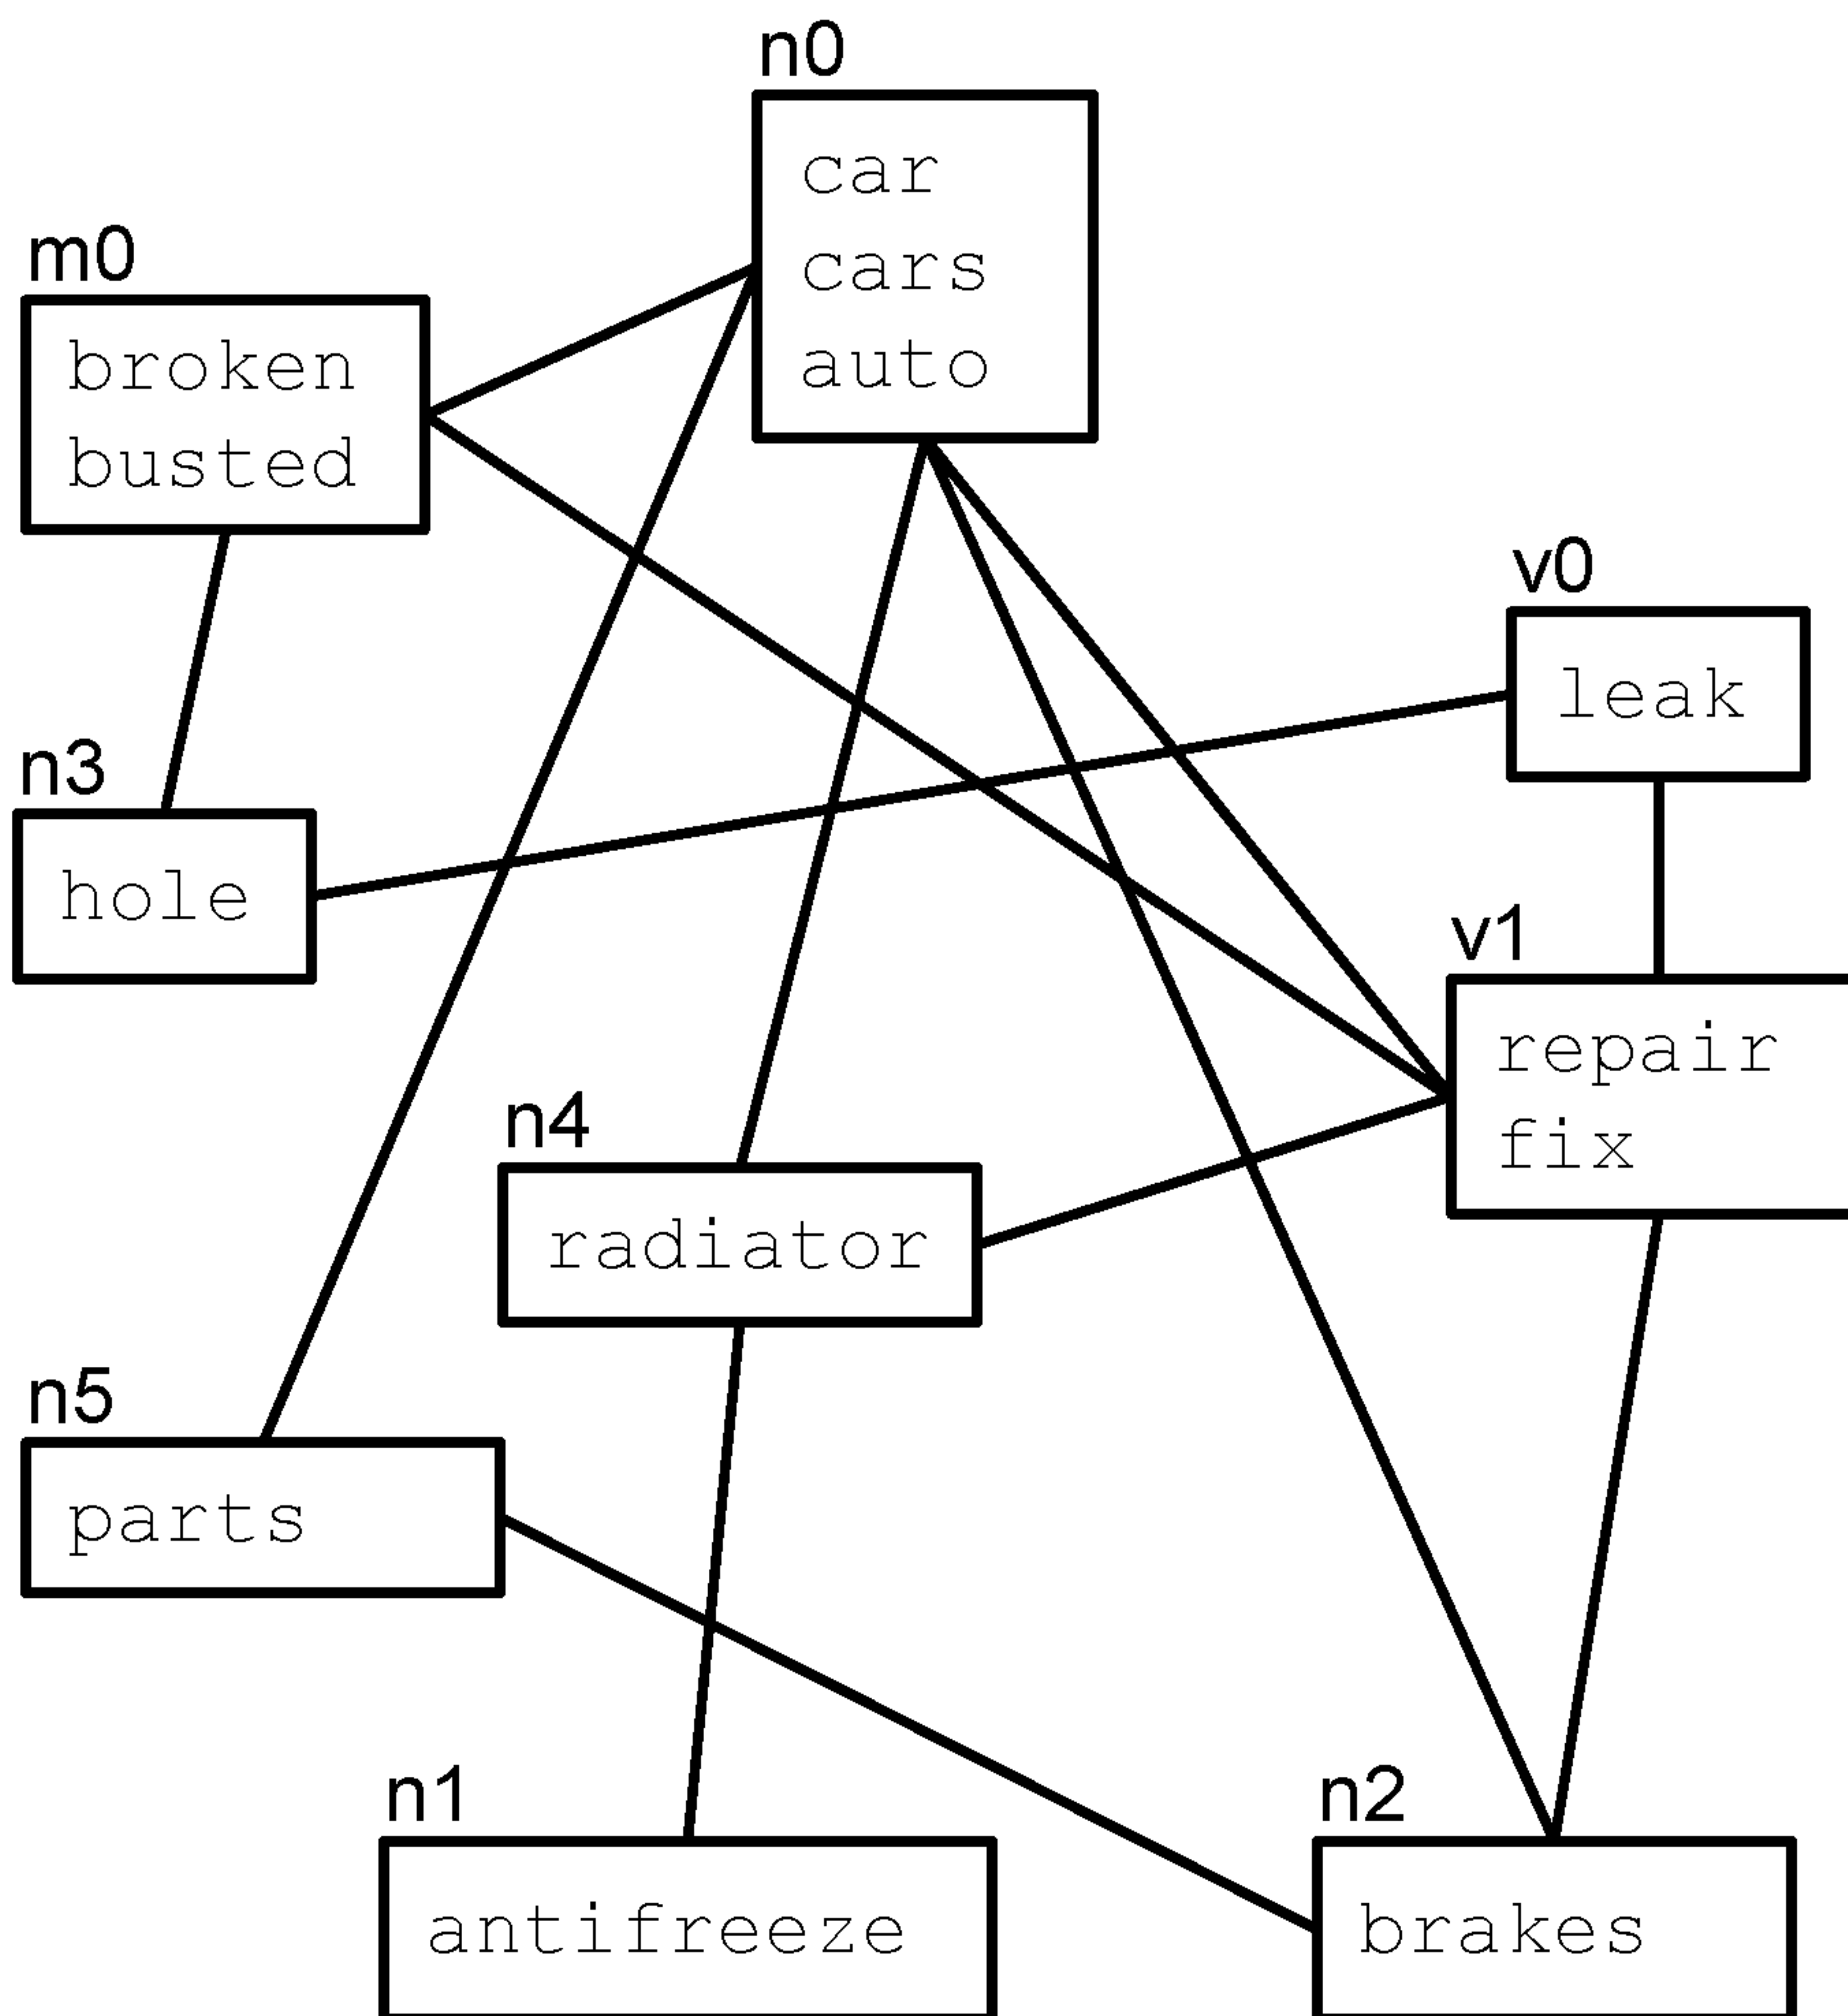 n0
car
cars
auto
m0
broken
busted
v0
leak
n3
hole
v1
repair
fix
n4
radiator
n5
parts
n1
antifreeze
n2
brakes